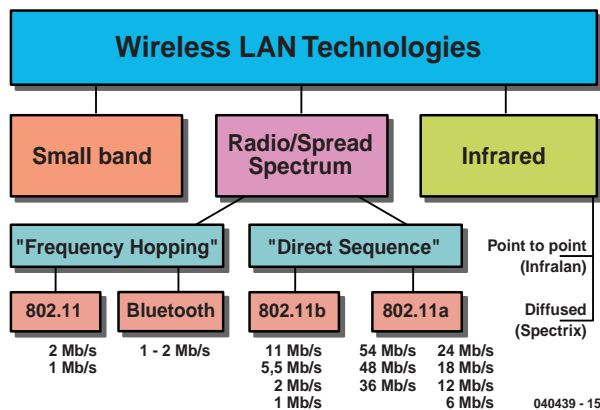 Wireless LAN Technologies
Small band
Radio/Spread
Spectrum
Infrared
"Frequency Hopping"
"Direct Sequence"
Point to point
(Infralan)
802.11
Bluetooth
802.11b
802.11a
Diffused
(Spectrix)
2 Mb/s
1 - 2 Mb/s
11 Mb/s
54 Mb/s
24 Mb/s
1 Mb/s
5,5 Mb/s
48 Mb/s
18 Mb/s
2 Mb/s
36 Mb/s
12 Mb/s
1 Mb/s
6 Mb/s
040439 - 15